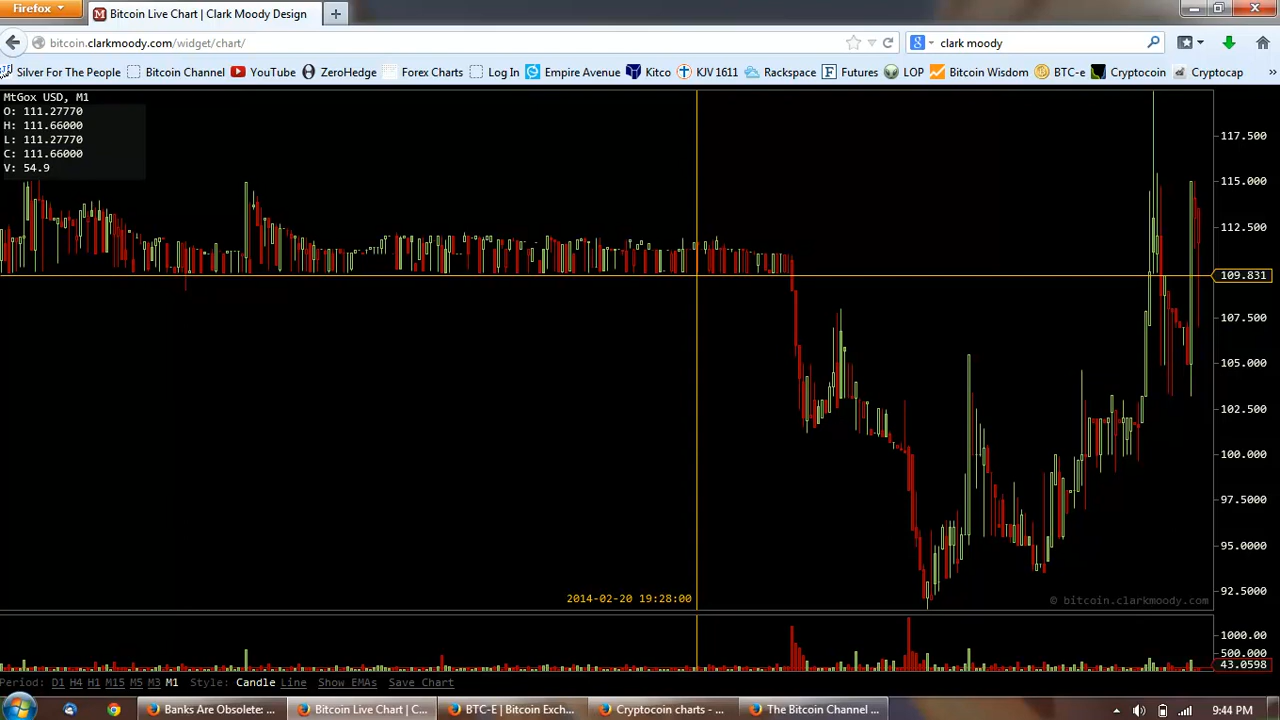 Firefox
Bitcoin Live Chart | Clark Moody Design
bitcoin.clarkmoody.com/widget/chart/
clark moody
Silver For The People Bitcoin Channel YouTube ZeroHedge Forex Charts Log In Empire Avenue Kitco KJV 1611 Rackspace Futures LOP Bitcoin Wisdom BTC-e Cryptocoin Cryptocap »
MtGox USD, M1
O: 111.27770
H: 111.66000
L: 111.27770
C: 111.66000
V: 54.9
117.500
115.000
112.500
109.831
107.500
105.000
102.500
100.000
97.5000
95.0000
92.5000
2014-02-20 19:28:00
© bitcoin.clarkmoody.com
1000.00
500.000
43.0598
Period: D1 H4 H1 M15 M5 M3 M1 Style: Candle Line Show EMAs Save Chart
Banks Are Obsolete: ... Bitcoin Live Chart | C... BTC-E | Bitcoin Exch... Cryptocoin charts - ... The Bitcoin Channel ... 9:44 PM